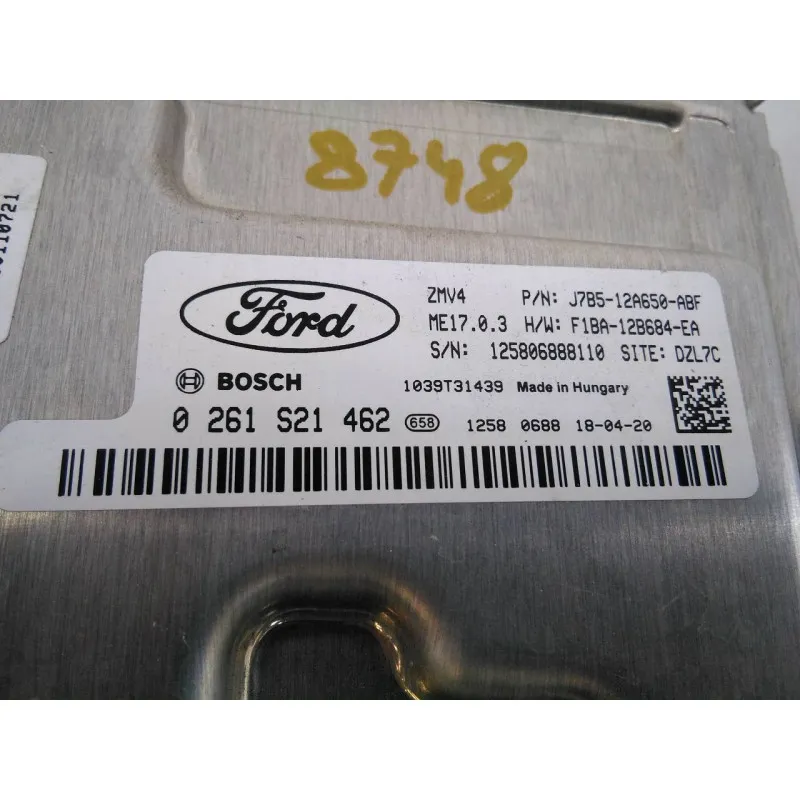 8748
110721
Ford
ZMV4 P/N: J7B5-12A650-ABF
ME17.0.3 H/W: F1BA-12B684-EA
S/N: 125806888110 SITE: DZL7C
BOSCH 1039T31439 Made in Hungary
0 261 S21 462 658 1258 0688 18-04-20